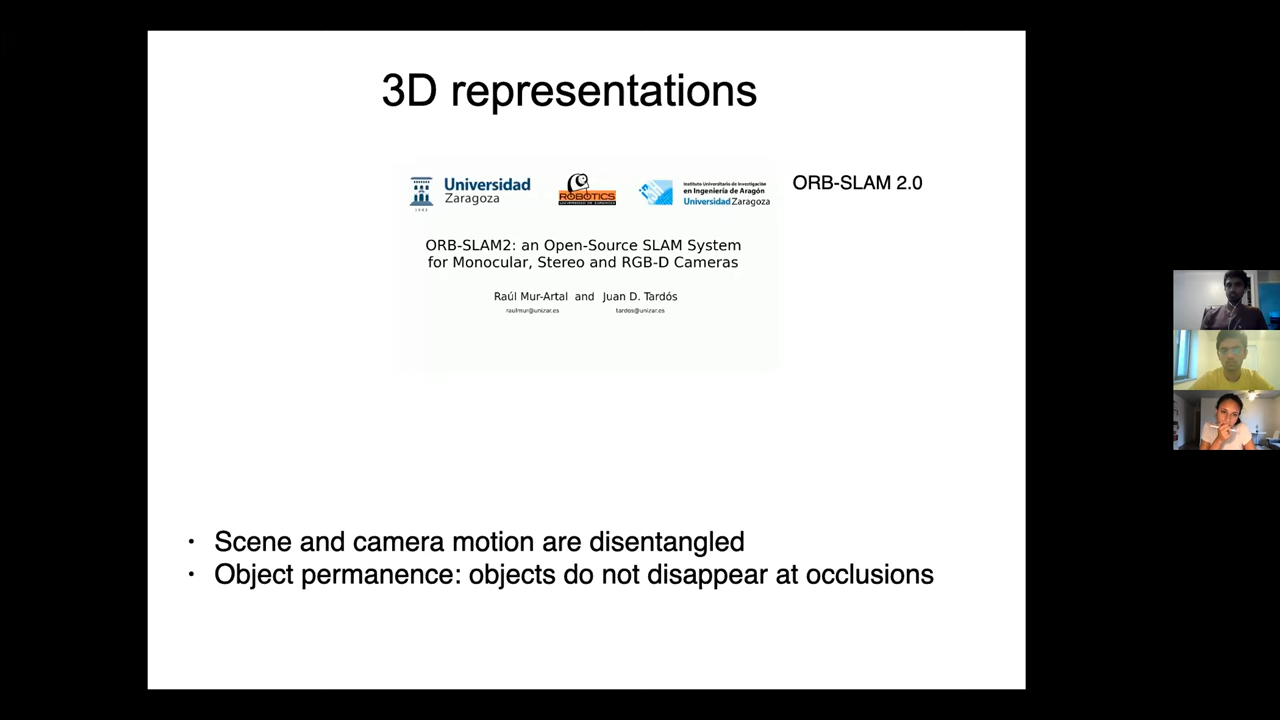 3D representations
Universidad
Zaragoza
1542
ROBOTICS
Instituto Universitario de Investigación
en Ingeniería de Aragón
Universidad Zaragoza
ORB-SLAM 2.0
ORB-SLAM2: an Open-Source SLAM System
for Monocular, Stereo and RGB-D Cameras
Raúl Mur-Artal and Juan D. Tardós
raulmur@unizar.es tardos@unizar.es
• Scene and camera motion are disentangled
• Object permanence: objects do not disappear at occlusions